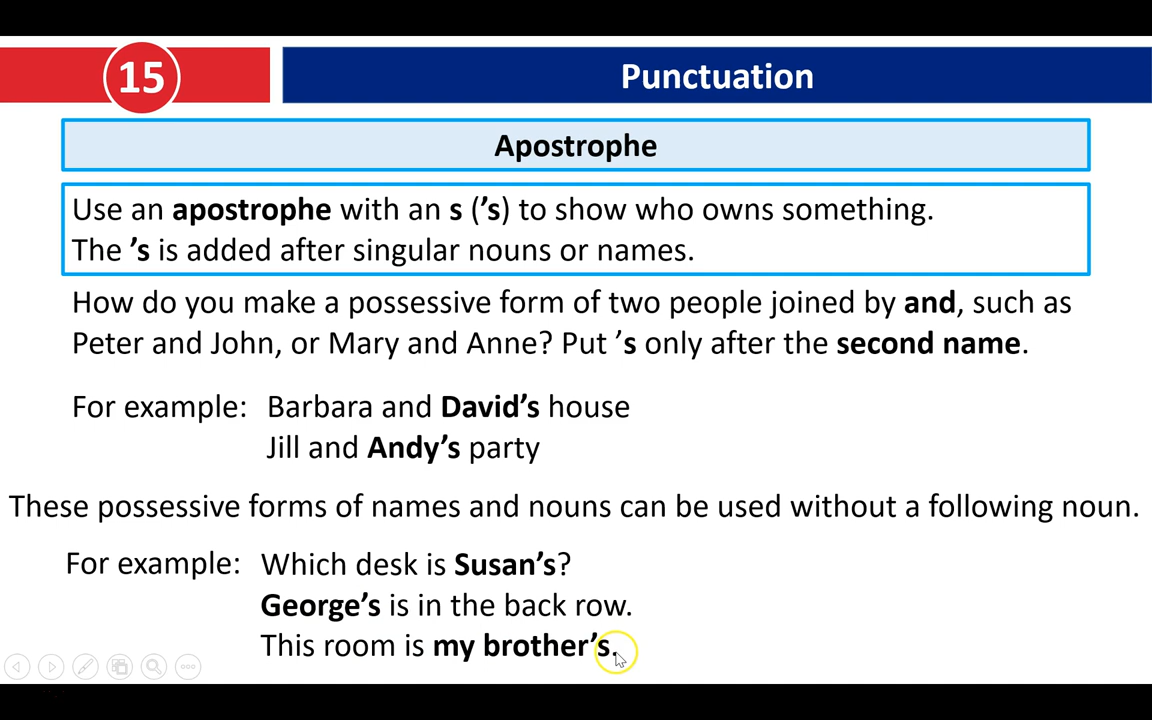 15
Punctuation
Apostrophe
Use an apostrophe with an s (’s) to show who owns something.
The ’s is added after singular nouns or names.
How do you make a possessive form of two people joined by and, such as
Peter and John, or Mary and Anne? Put ’s only after the second name.
For example: Barbara and David’s house
Jill and Andy’s party
These possessive forms of names and nouns can be used without a following noun.
For example: Which desk is Susan’s?
George’s is in the back row.
This room is my brother’s.